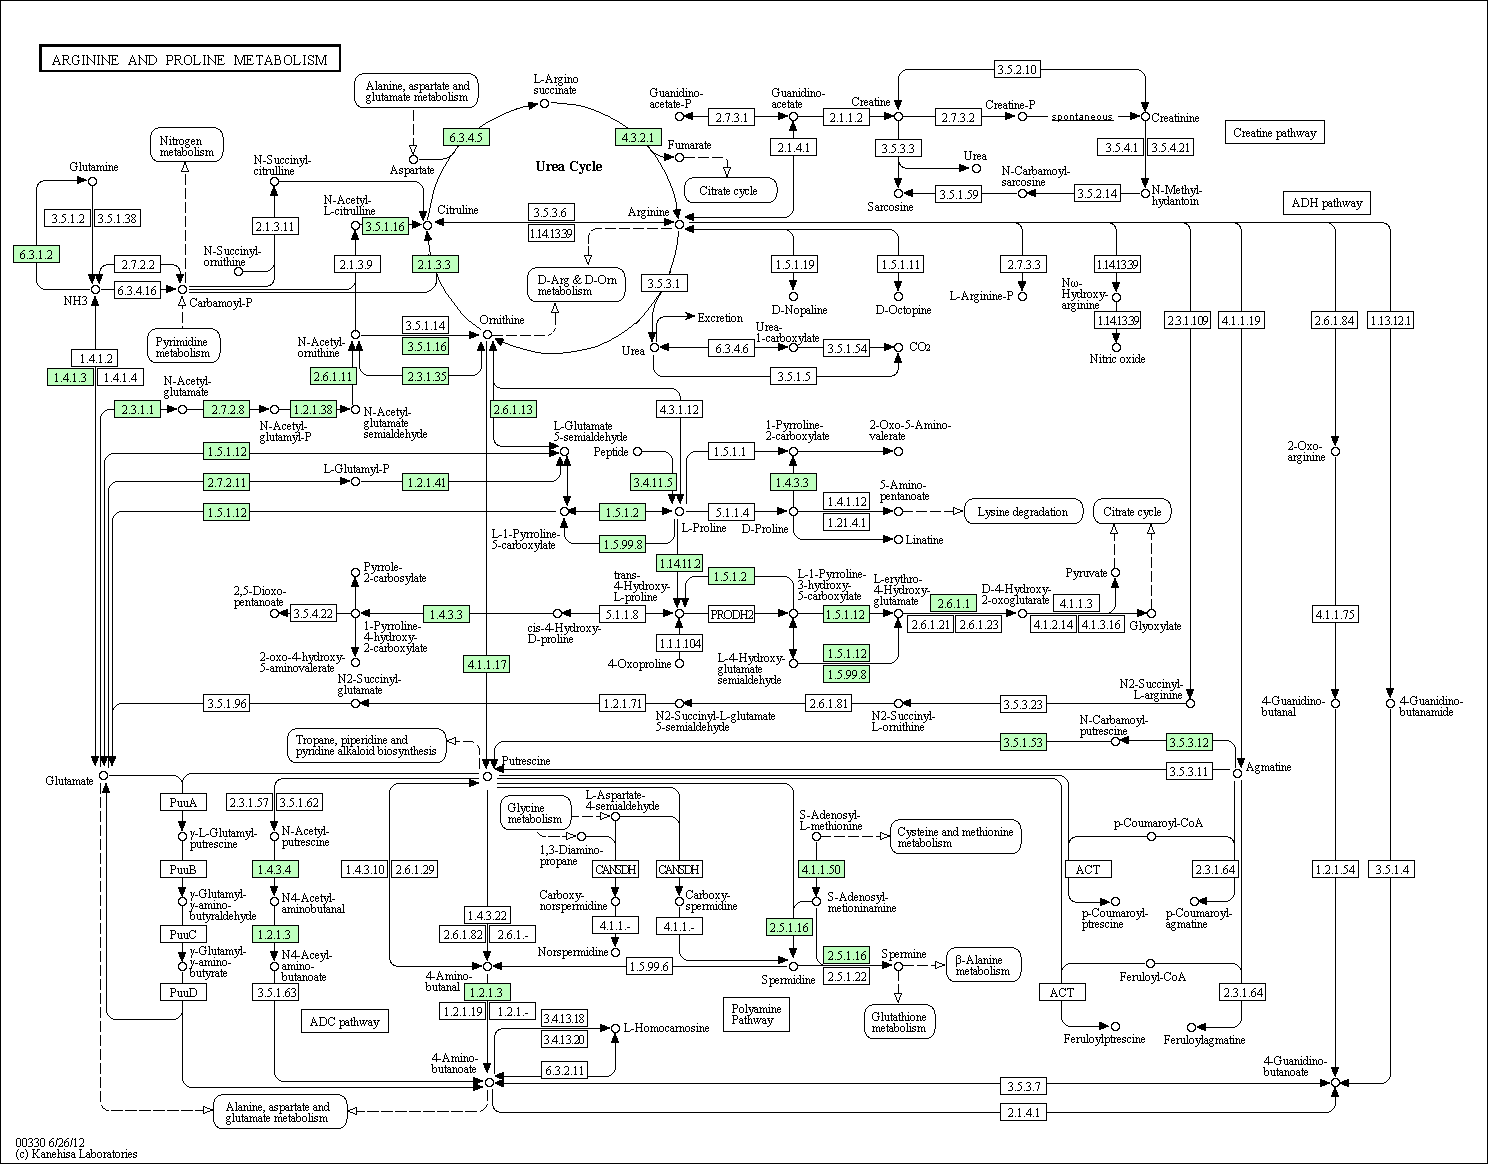 ARGININE AND PROLINE METABOLISM
Alanine, aspartate and
glutamate metabolism
L-Argino
succinate
Guanidino-
acetate-P
Guanidino-
acetate
Creatine
3.5.2.10
Creatine-P
Creatinine
2.7.3.1
2.1.1.2
2.7.3.2
spontaneous
Creatine pathway
Nitrogen
metabolism
6.3.4.5
4.3.2.1
Fumarate
2.1.4.1
3.5.3.3
3.5.4.1
3.5.4.21
Urea
Glutamine
N-Succinyl-
citrulline
Aspartate
Urea Cycle
Citrate cycle
N-Carbamoyl-
sarcosine
Sarcosine
3.5.1.59
3.5.2.14
N-Methyl-
hydantoin
ADH pathway
N-Acetyl-
L-citrulline
Citruline
Arginine
3.5.3.6
1.14.13.39
3.5.1.2
3.5.1.38
2.1.3.11
3.5.1.16
6.3.1.2
N-Succinyl-
ornithine
2.7.2.2
2.1.3.9
2.1.3.3
D-Arg & D-Orn
metabolism
3.5.3.1
1.5.1.19
1.5.1.11
2.7.3.3
1.14.13.39
NH3
6.3.4.16
Carbamoyl-P
D-Nopaline
D-Octopine
L-Arginine-P
Nω-
Hydroxy-
arginine
1.14.13.39
2.3.1.109
4.2.1.19
2.6.1.84
1.13.12.1
Nitric oxide
Pyrimidine
metabolism
N-Acetyl-
ornithine
3.5.1.14
3.5.1.16
Ornithine
Excretion
Urea
Urea-
1-carboxylate
6.3.4.6
3.5.1.54
CO2
3.5.1.5
1.4.1.2
1.4.1.3
1.4.1.4
N-Acetyl-
glutamate
2.6.1.11
2.3.1.35
2.3.1.1
2.7.2.8
1.2.1.38
N-Acetyl-
glutamyl-P
N-Acetyl-
glutamate
semialdehyde
2.6.1.13
4.3.1.12
L-Glutamate
5-semialdehyde
Peptide
1-Pyrroline-
2-carboxylate
2-Oxo-5-Amino-
valerate
2-Oxo-
arginine
1.5.1.12
1.5.1.1
L-Glutamyl-P
2.7.2.11
1.2.1.41
3.4.11.5
1.4.3.3
5-Amino-
pentanoate
1.5.1.12
1.5.1.2
L-Proline
5.1.1.4
D-Proline
1.4.1.12
1.21.4.1
Lysine degradation
Citrate cycle
L-1-Pyrroline-
5-carboxylate
1.5.99.8
Linatine
1.14.11.2
Pyrrole-
2-carbosylate
trans-
4-Hydroxy-
L-proline
1.5.1.2
L-1-Pyrroline-
3-hydroxy-
5-carboxylate
L-erythro-
4-Hydroxy-
glutamate
Pyruvate
D-4-Hydroxy-
2-oxoglutarate
2,5-Dioxo-
pentanoate
3.5.4.22
1.4.3.3
5.1.1.8
PRODH2
1.5.1.12
2.6.1.1
2.6.1.21
2.6.1.23
4.1.1.3
4.1.2.14
4.1.3.16
Glyoxylate
4.1.1.75
1-Pyrroline-
4-hydroxy-
2-carboxylate
cis-4-Hydroxy-
D-proline
1.1.1.104
4-Oxoproline
2-oxo-4-hydroxy-
5-aminovalerate
4.1.1.17
L-4-Hydroxy-
glutamate
semialdehyde
1.5.1.12
1.5.99.8
N2-Succinyl-
glutamate
3.5.1.96
1.2.1.71
2.6.1.81
3.5.3.23
N2-Succinyl-
L-arginine
N2-Succinyl-L-glutamate
5-semialdehyde
N2-Succinyl-
L-ornithine
4-Guanidino-
butanal
4-Guanidino-
butanamide
N-Carbamoyl-
putrescine
3.5.1.53
3.5.3.12
Tropane, piperidine and
pyridine alkaloid biosynthesis
Putrescine
3.5.3.11
Agmatine
Glutamate
PuuA
2.3.1.57
3.5.1.62
Glycine
metabolism
L-Aspartate-
4-semialdehyde
S-Adenosyl-
L-methionine
Cysteine and methionine
metabolism
p-Coumaroyl-CoA
γ-L-Glutamyl-
putrescine
N-Acetyl-
putrescine
1,3-Diamino-
propane
PuuB
1.4.3.4
1.4.3.10
2.6.1.29
CANSDH
CANSDH
4.1.1.50
ACT
2.3.1.64
1.2.1.54
3.5.1.4
γ-Glutamyl-
γ-amino-
butyraldehyde
N4-Acetyl-
aminobutanal
Carboxy-
norspermidine
Carboxy-
spermidine
S-Adenosyl-
metioninamine
p-Coumaroyl-
ptrescine
p-Coumaroyl-
agmatine
1.4.3.22
PuuC
1.2.1.3
2.6.1.82
2.6.1.-
4.1.1.-
4.1.1.-
2.5.1.16
γ-Glutamyl-
γ-amino-
butyrate
N4-Aceyl-
amino-
butanoate
4-Amino-
butanal
Norspermidine
1.5.99.6
Spermidine
2.5.1.16
2.5.1.22
Spermine
β-Alanine
metabolism
Feruloyl-CoA
PuuD
3.5.1.63
1.2.1.3
1.2.1.19
1.2.1.-
Polyamine
Pathway
Glutathione
metabolism
ACT
2.3.1.64
ADC pathway
3.4.13.18
3.4.13.20
L-Homocarnosine
Feruloylptrescine
Feruloylagmatine
4-Amino-
butanoate
6.3.2.11
4-Guanidino-
butanoate
3.5.3.7
Alanine, aspartate and
glutamate metabolism
2.1.4.1
00330 6/26/12
(c) Kanehisa Laboratories